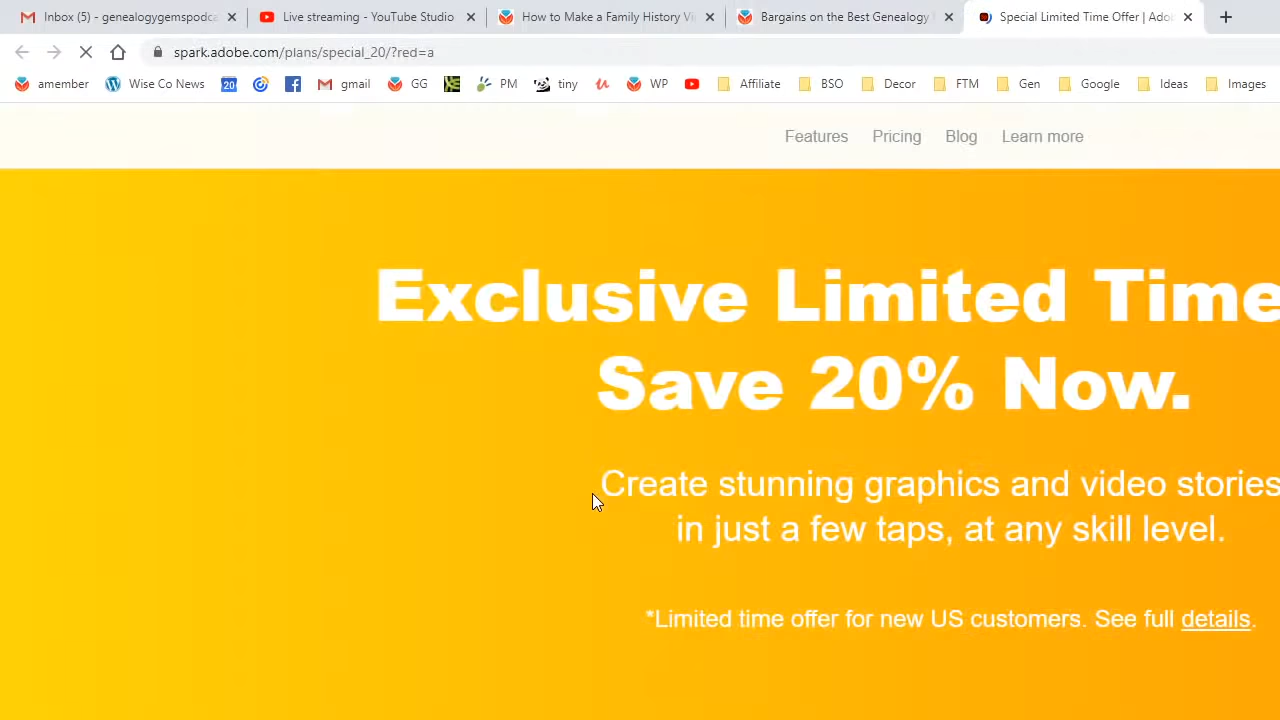 Inbox (5) - genealogygemspodca
Live streaming - YouTube Studio
How to Make a Family History Vi
Bargains on the Best Genealogy
Special Limited Time Offer | Ado
spark.adobe.com/plans/special_20/?red=a
amember
Wise Co News
20
gmail
GG
PM
tiny
WP
Affiliate
BSO
Decor
FTM
Gen
Google
Ideas
Images
Features
Pricing
Blog
Learn more
Exclusive Limited Time
Save 20% Now.
Create stunning graphics and video stories
in just a few taps, at any skill level.
*Limited time offer for new US customers. See full details.